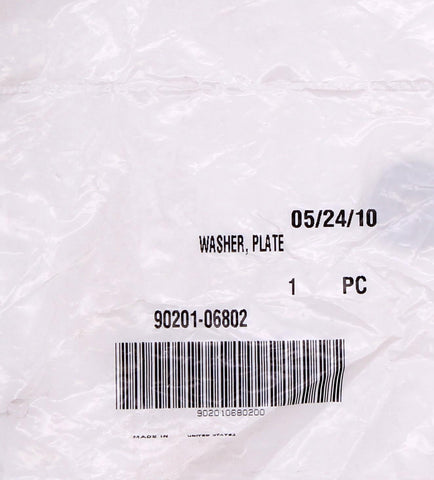 05/24/10
WASHER, PLATE
1 PC
90201-06802
902010680200
MADE IN UNITED STATES